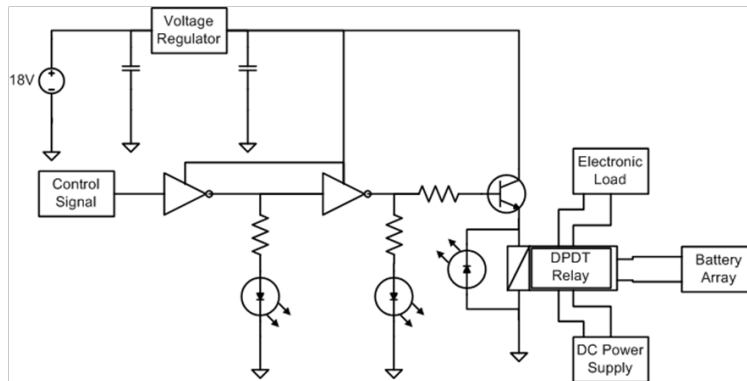 Voltage
Regulator
18V
Control
Signal
Electronic
Load
DPDT
Relay
Battery
Array
DC Power
Supply